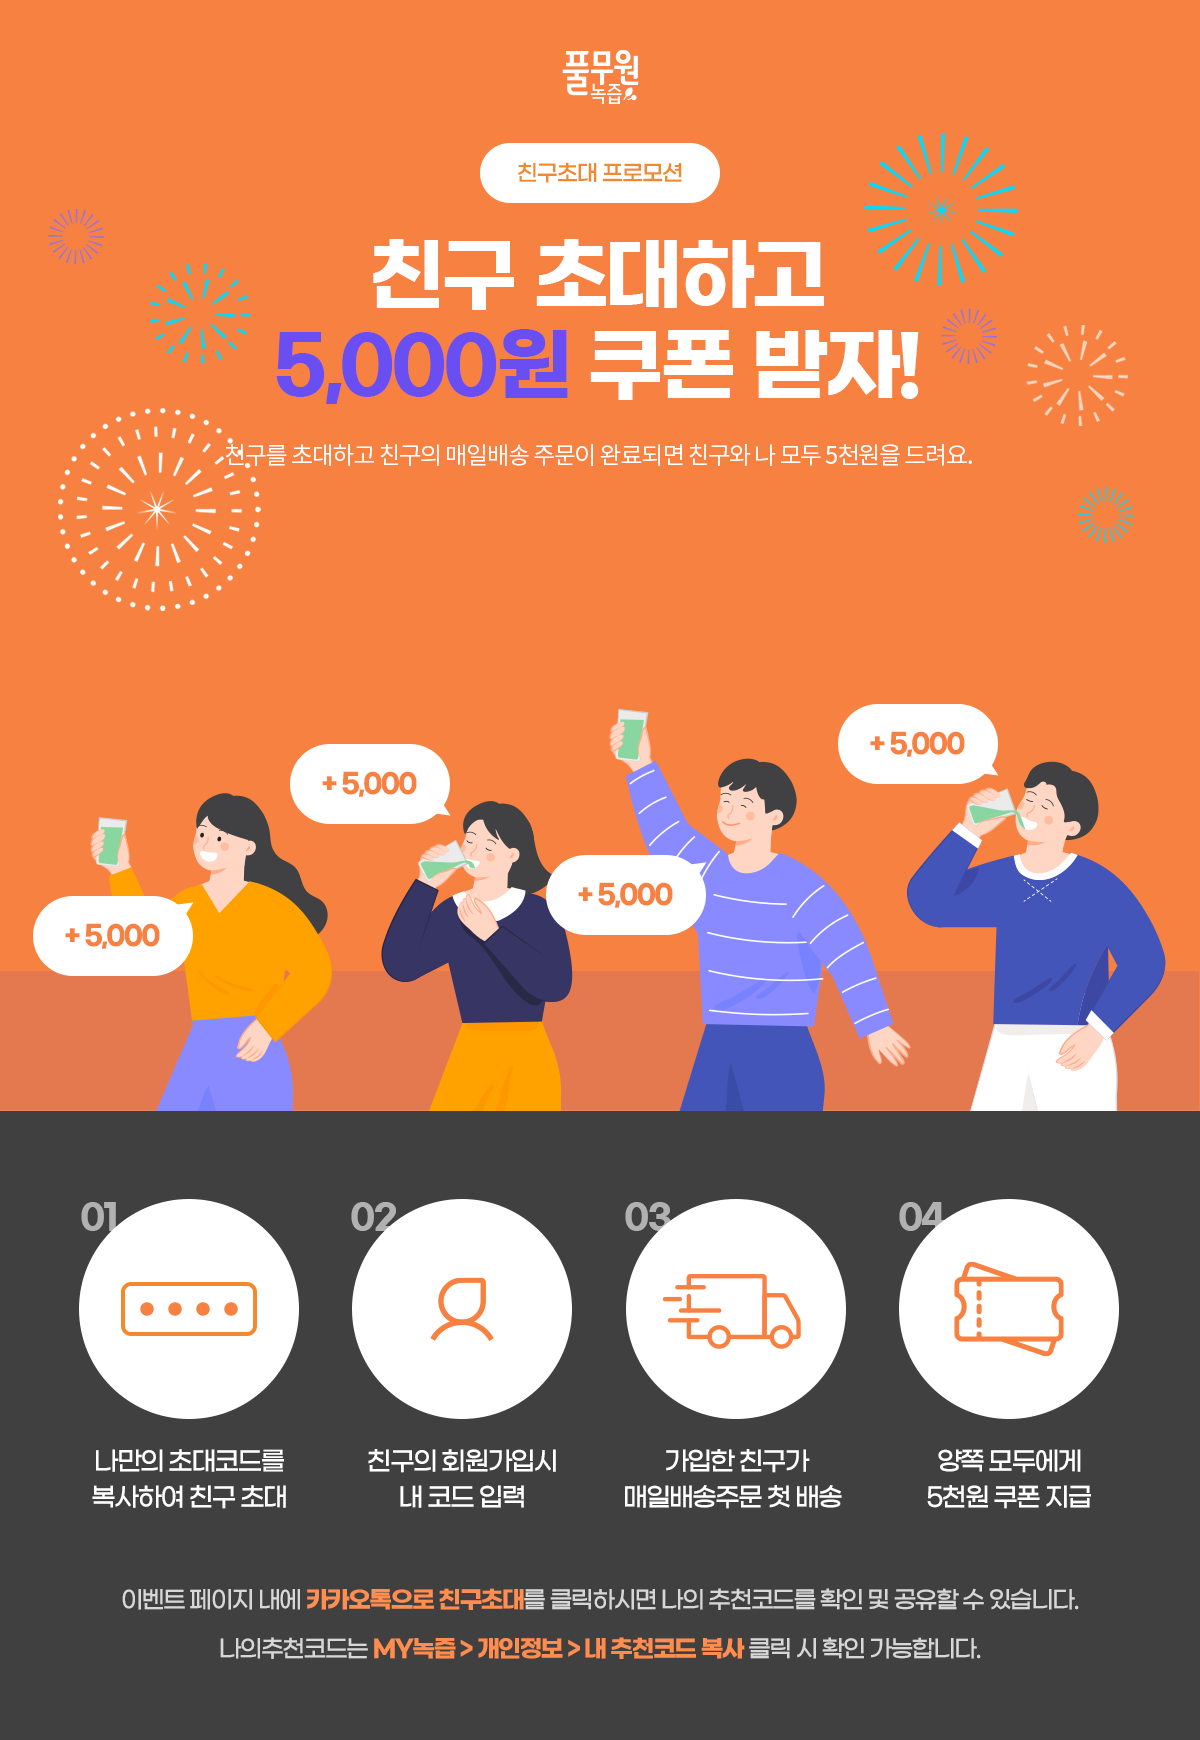 풀무원
녹즙
친구초대 프로모션
친구 초대하고
5,000원 쿠폰 받자!
친구를 초대하고 친구의 매일배송 주문이 완료되면 친구와 나 모두 5천원을 드려요.
+ 5,000
+ 5,000
+ 5,000
+ 5,000
01
나만의 초대코드를
복사하여 친구 초대
02
친구의 회원가입시
내 코드 입력
03
가입한 친구가
매일배송주문 첫 배송
04
양쪽 모두에게
5천원 쿠폰 지급
이벤트 페이지 내에 카카오톡으로 친구초대를 클릭하시면 나의 추천코드를 확인 및 공유할 수 있습니다.
나의추천코드는 MY녹즙 > 개인정보 > 내 추천코드 복사 클릭 시 확인 가능합니다.